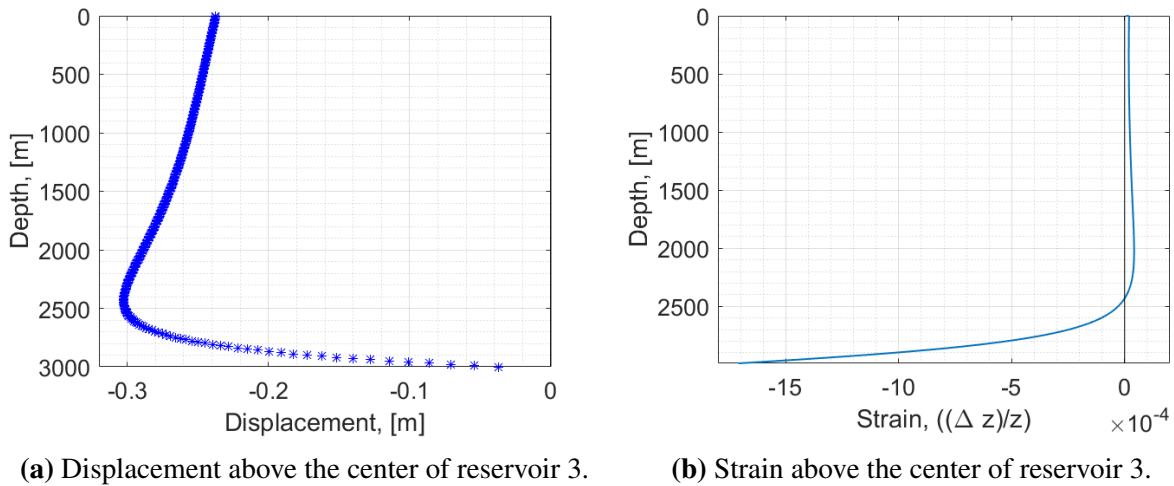 0
500
1000
1500
2000
2500
3000
Depth, [m]
-0.3 -0.2 -0.1 0
Displacement, [m]
0
500
1000
1500
2000
2500
Depth, [m]
-15 -10 -5 0
Strain, ((Δ z)/z)
×10⁻⁴
(a) Displacement above the center of reservoir 3.
(b) Strain above the center of reservoir 3.